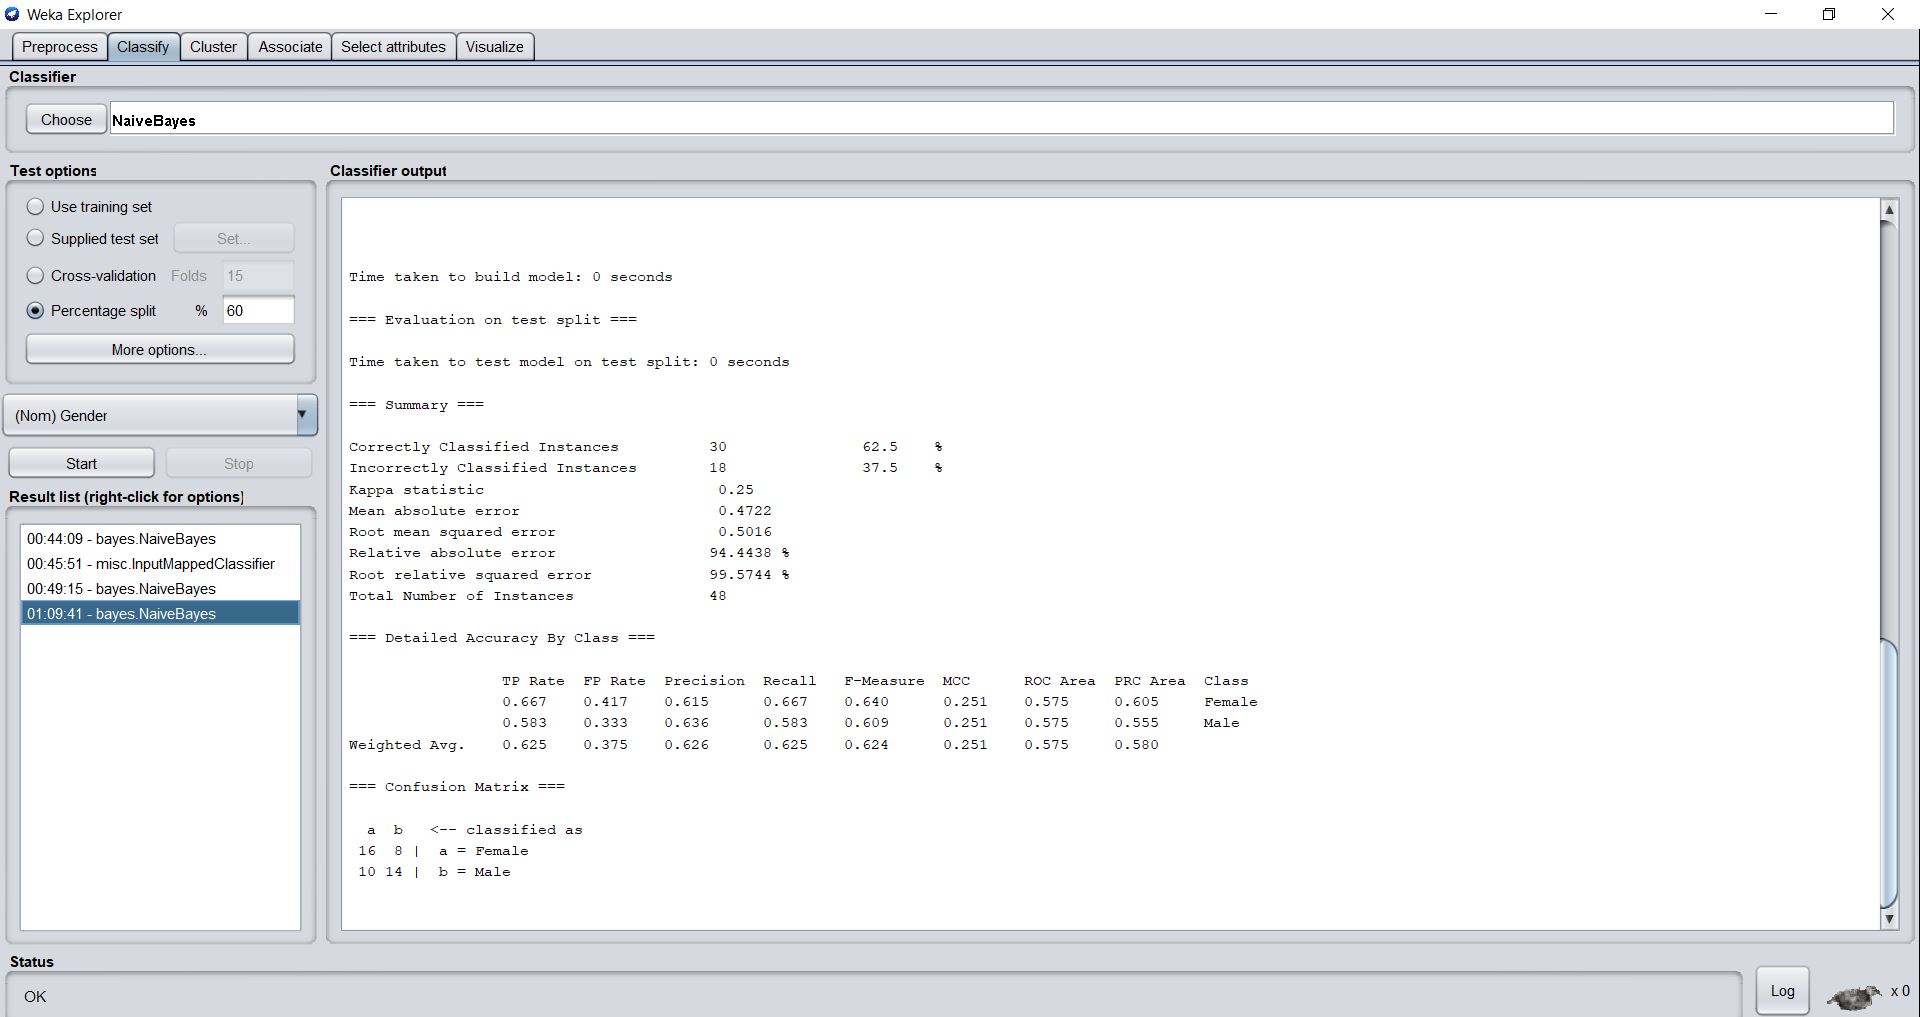 Weka Explorer
Preprocess Classify Cluster Associate Select attributes Visualize
Classifier
Choose NaiveBayes
Test options
Use training set
Supplied test set Set...
Cross-validation Folds 15
Percentage split % 60
More options...
(Nom) Gender
Start Stop
Result list (right-click for options)
00:44:09 - bayes.NaiveBayes
00:45:51 - misc.InputMappedClassifier
00:49:15 - bayes.NaiveBayes
01:09:41 - bayes.NaiveBayes
Classifier output
Time taken to build model: 0 seconds
=== Evaluation on test split ===
Time taken to test model on test split: 0 seconds
=== Summary ===
Correctly Classified Instances 30 62.5 %
Incorrectly Classified Instances 18 37.5 %
Kappa statistic 0.25
Mean absolute error 0.4722
Root mean squared error 0.5016
Relative absolute error 94.4438 %
Root relative squared error 99.5744 %
Total Number of Instances 48
=== Detailed Accuracy By Class ===
TP Rate FP Rate Precision Recall F-Measure MCC ROC Area PRC Area Class
0.667 0.417 0.615 0.667 0.640 0.251 0.575 0.605 Female
0.583 0.333 0.636 0.583 0.609 0.251 0.575 0.555 Male
Weighted Avg. 0.625 0.375 0.626 0.625 0.624 0.251 0.575 0.580
=== Confusion Matrix ===
a b <-- classified as
16 8 | a = Female
10 14 | b = Male
Status
OK
Log x 0